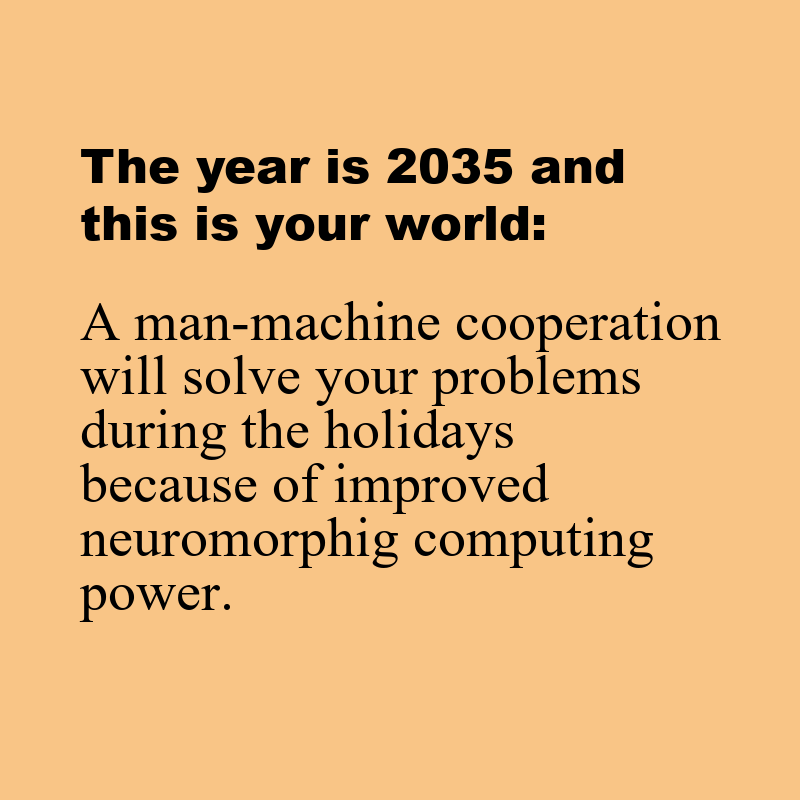 The year is 2035 and
this is your world:
A man-machine cooperation
will solve your problems
during the holidays
because of improved
neuromorphig computing
power.